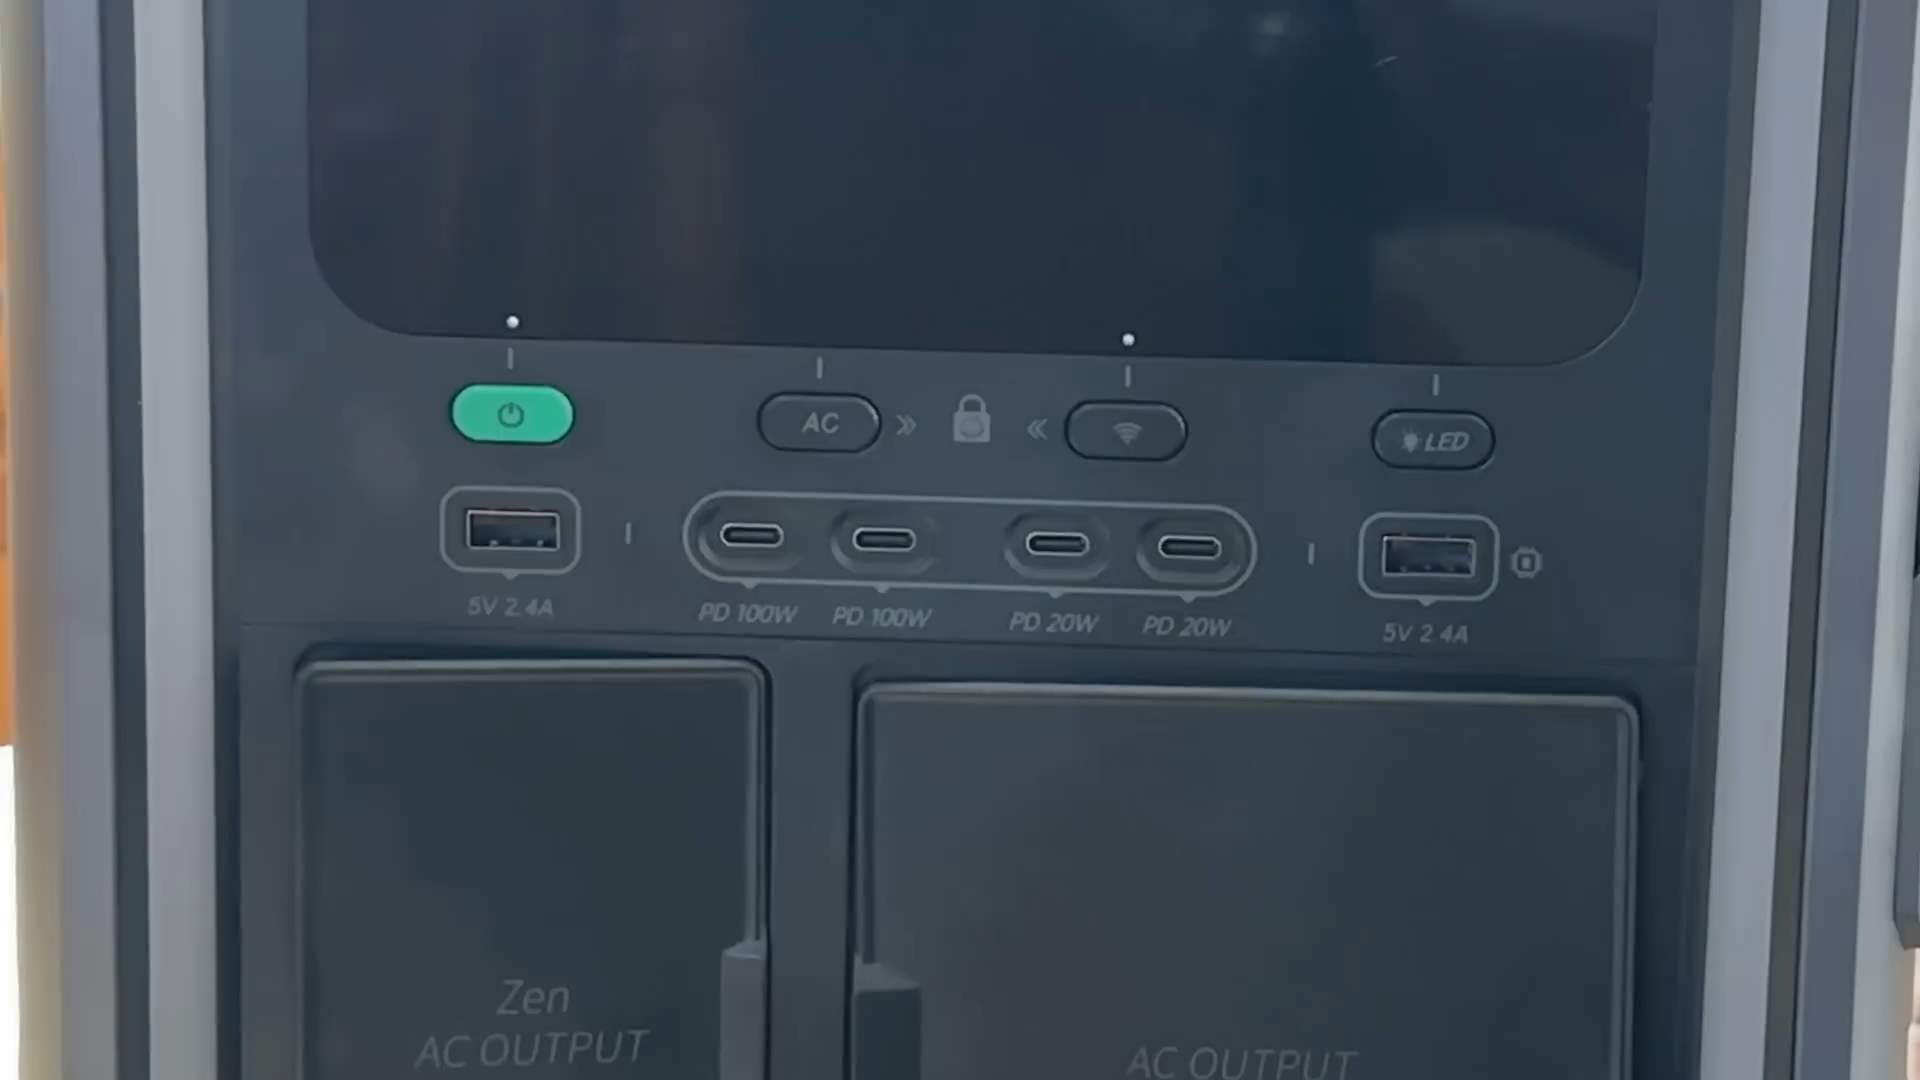 AC
LED
5V 2.4A
PD 100W
PD 100W
PD 20W
PD 20W
5V 2.4A
Zen
AC OUTPUT
AC OUTPUT